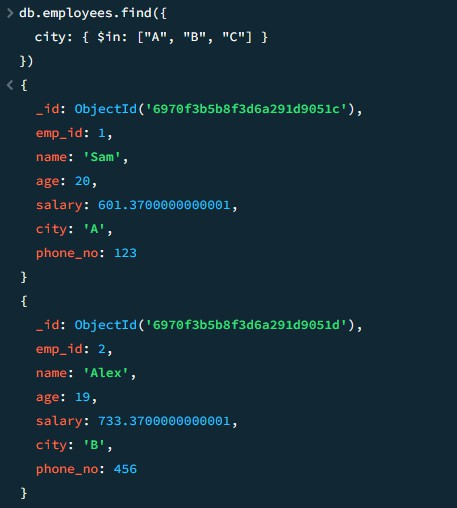 > db.employees.find({
city: { $in: ["A", "B", "C"] }
})
< {
_id: ObjectId('6970f3b5b8f3d6a291d9051c'),
emp_id: 1,
name: 'Sam',
age: 20,
salary: 601.3700000000001,
city: 'A',
phone_no: 123
}
{
_id: ObjectId('6970f3b5b8f3d6a291d9051d'),
emp_id: 2,
name: 'Alex',
age: 19,
salary: 733.3700000000001,
city: 'B',
phone_no: 456
}